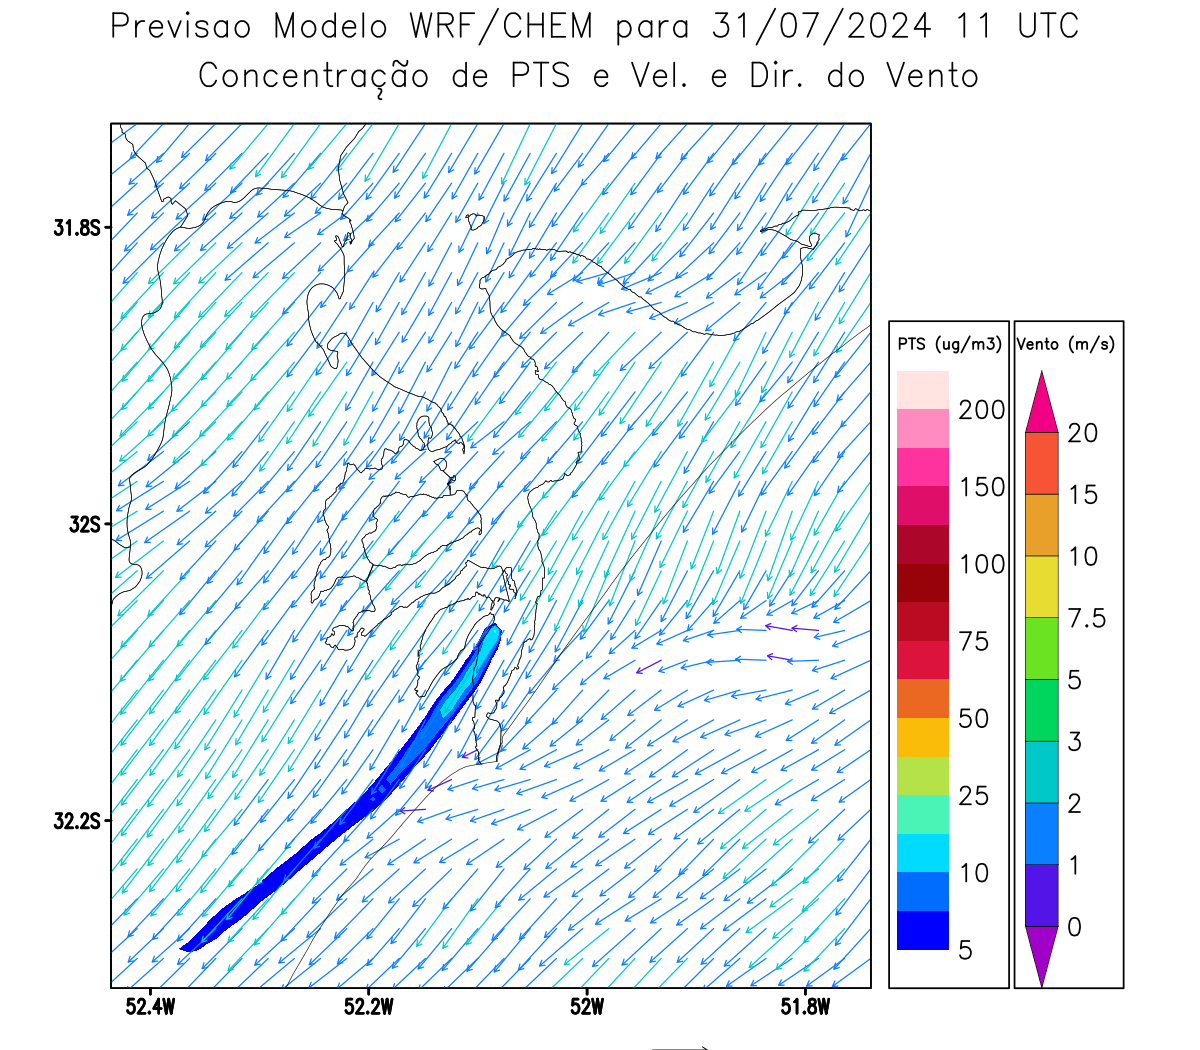 Previsao Modelo WRF/CHEM para 31/07/2024 11 UTC
Concentração de PTS e Vel. e Dir. do Vento
31.8S
32S
32.2S
52.4W
52.2W
52W
51.8W
PTS (ug/m3)
200
150
100
75
50
25
10
5
Vento (m/s)
20
15
10
7.5
5
3
2
1
0